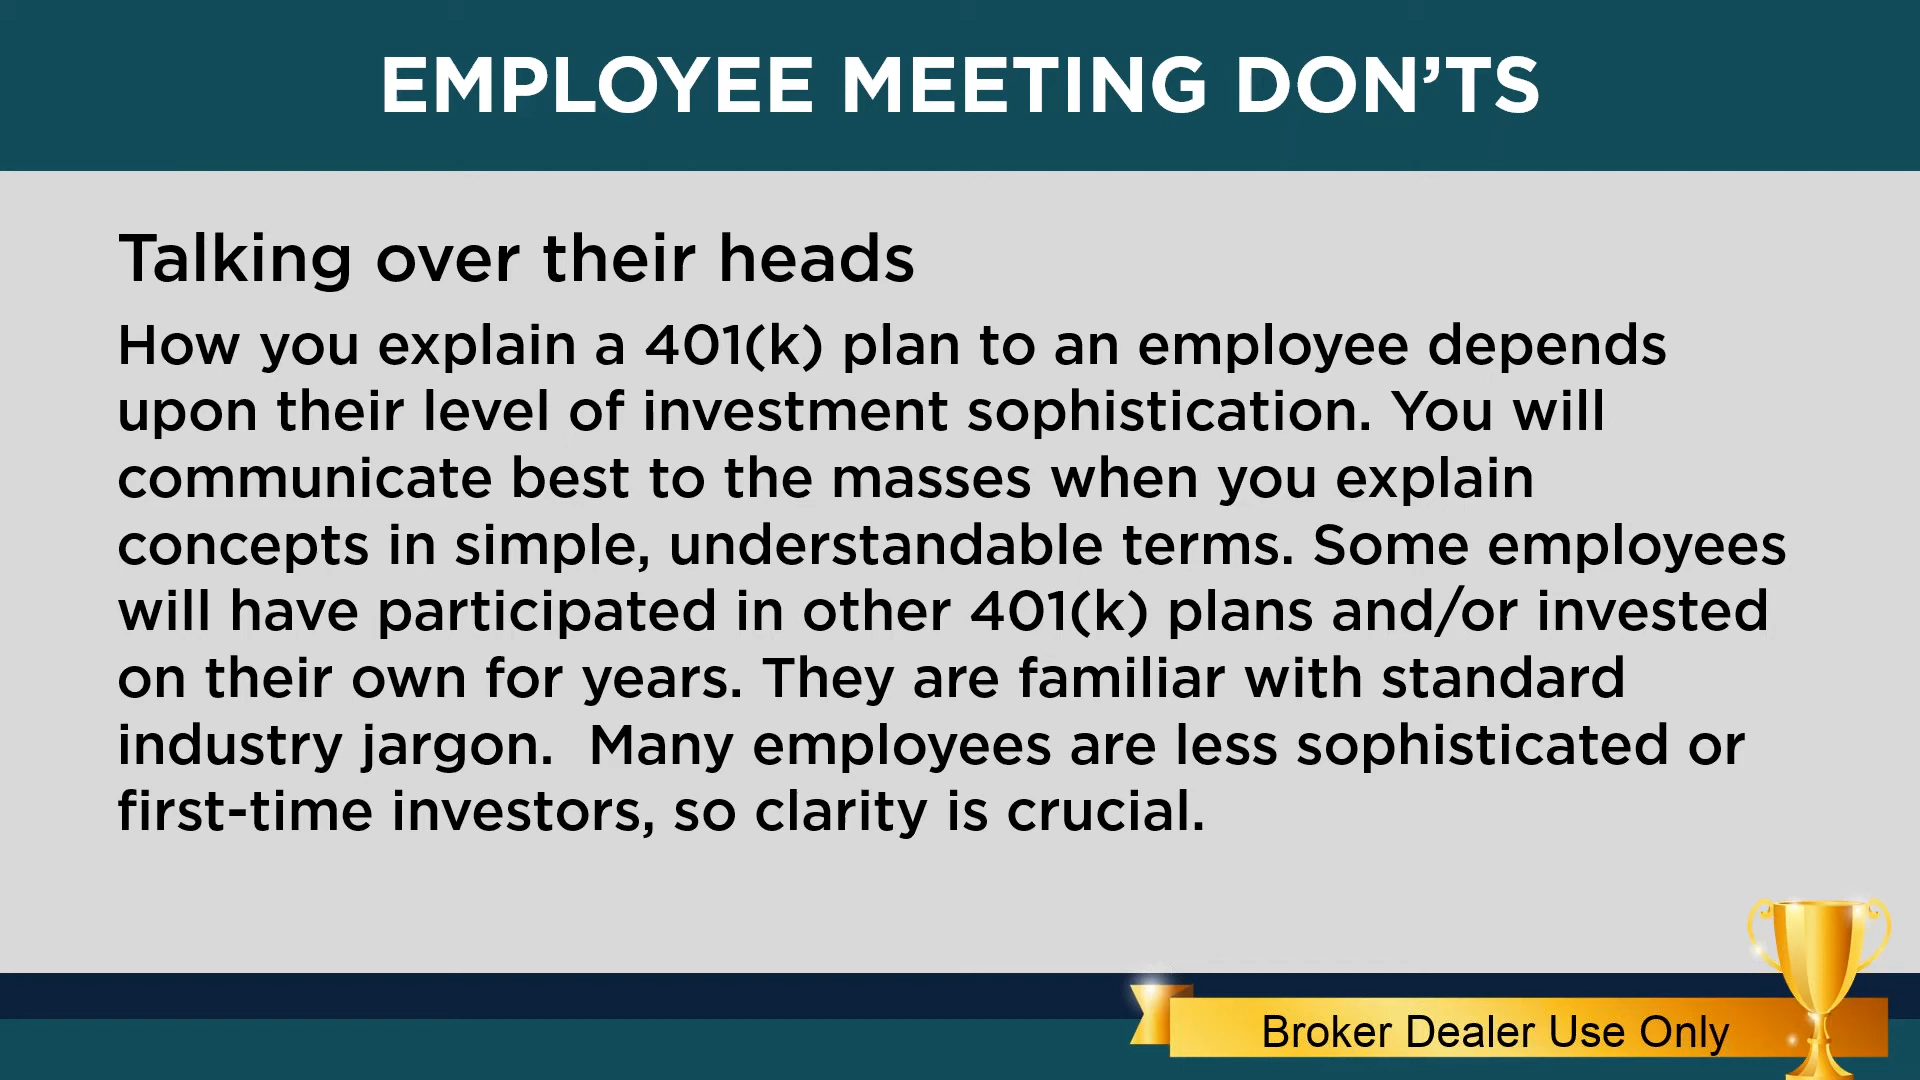 EMPLOYEE MEETING DON’TS
Talking over their heads
How you explain a 401(k) plan to an employee depends
upon their level of investment sophistication. You will
communicate best to the masses when you explain
concepts in simple, understandable terms. Some employees
will have participated in other 401(k) plans and/or invested
on their own for years. They are familiar with standard
industry jargon.  Many employees are less sophisticated or
first-time investors, so clarity is crucial.
Broker Dealer Use Only